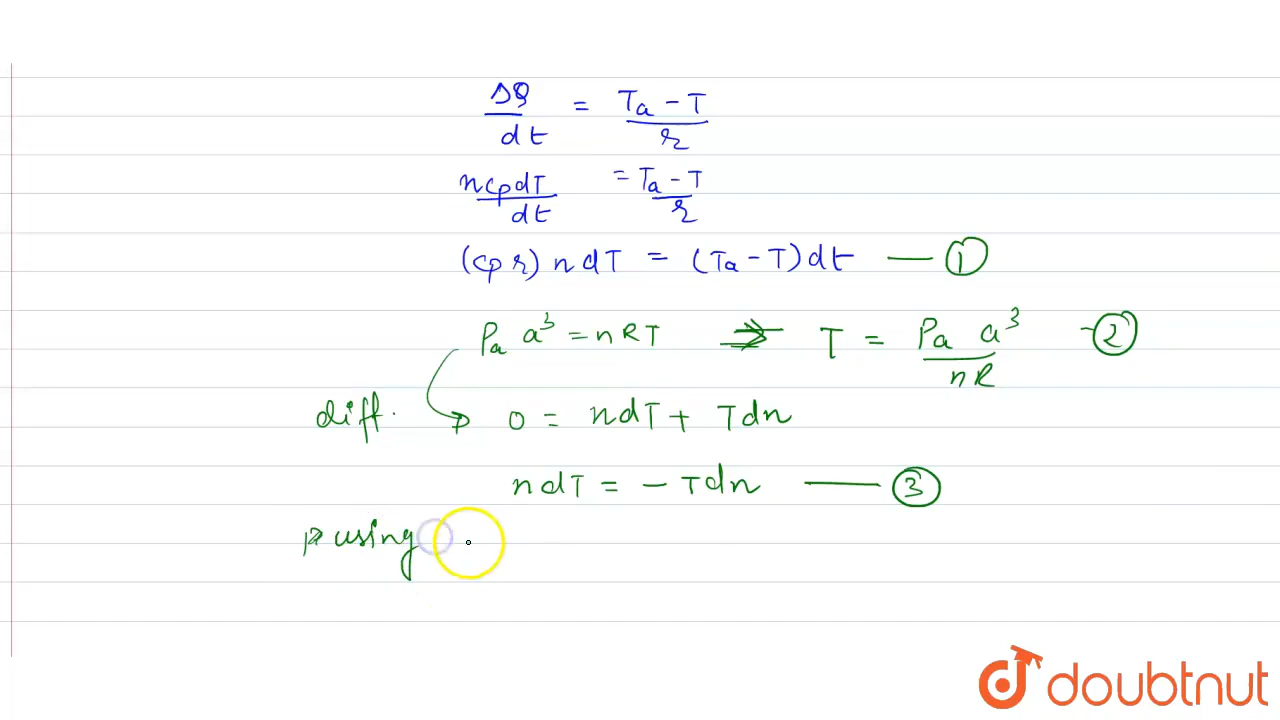 ΔQ/dt = (Ta - T)/r
nCpdT/dt = (Ta - T)/r
(Cp r) n dT = (Ta - T) dt — ①
Pa a³ = nRT ⇒ T = Pa a³/nR — ②
diff. → 0 = ndT + Tdn
ndT = - Tdn — ③
using
doubtnut